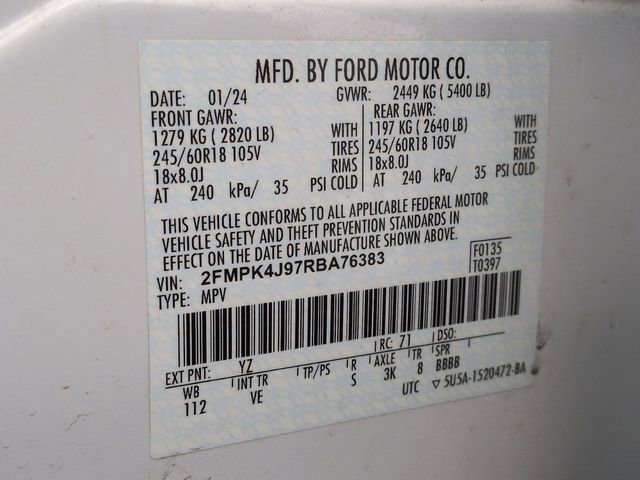 MFD. BY FORD MOTOR CO.
DATE: 01/24 GVWR: 2449 KG ( 5400 LB)
FRONT GAWR: REAR GAWR:
1279 KG ( 2820 LB) WITH 1197 KG ( 2640 LB) WITH
245/60R18 105V TIRES 245/60R18 105V TIRES
18x8.0J RIMS 18x8.0J RIMS
AT 240 kPa/ 35 PSI COLD AT 240 kPa/ 35 PSI COLD
THIS VEHICLE CONFORMS TO ALL APPLICABLE FEDERAL MOTOR
VEHICLE SAFETY AND THEFT PREVENTION STANDARDS IN
EFFECT ON THE DATE OF MANUFACTURE SHOWN ABOVE.
VIN: 2FMPK4J97RBA76383 F0135
TYPE: MPV T0397
EXT PNT: YZ RC: 71 DSO:
WB INT TR TP/PS R AXLE TR SPR
112 VE S 3K 8 BBBB
UTC ▽ 5U5A-1520472-BA